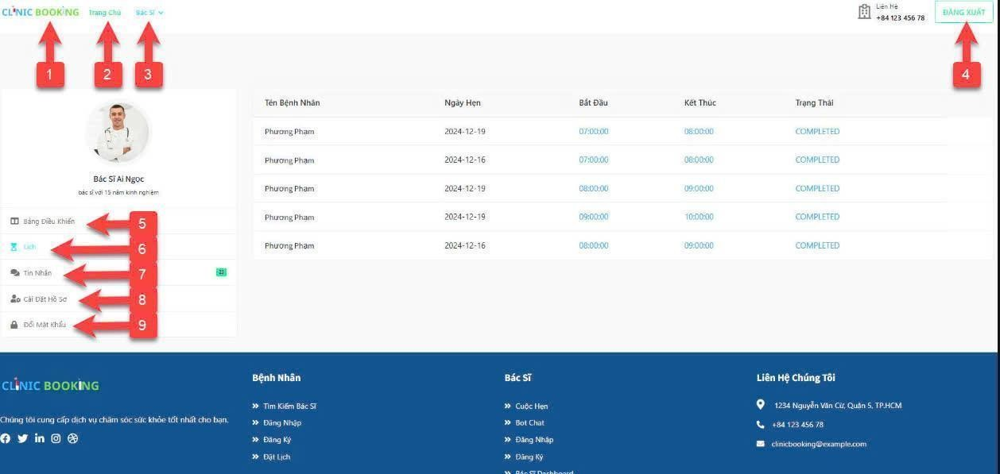 CLINIC BOOKING Trang Chủ Bác Sĩ
Liên Hệ
+84 123 456 78
ĐĂNG XUẤT
1 2 3 4
Bác Sĩ Ái Ngọc
bác sĩ với 15 năm kinh nghiệm
Bảng Điều Khiển 5
Lịch 6
Tin Nhắn 7 23
Cài Đặt Hồ Sơ 8
Đổi Mật Khẩu 9
Tên Bệnh Nhân Ngày Hẹn Bắt Đầu Kết Thúc Trạng Thái
Phương Phạm 2024-12-19 07:00:00 08:00:00 COMPLETED
Phương Phạm 2024-12-16 07:00:00 08:00:00 COMPLETED
Phương Phạm 2024-12-19 08:00:00 09:00:00 COMPLETED
Phương Phạm 2024-12-19 09:00:00 10:00:00 COMPLETED
Phương Phạm 2024-12-16 08:00:00 09:00:00 COMPLETED
CLINIC BOOKING
Chúng tôi cung cấp dịch vụ chăm sóc sức khỏe tốt nhất cho bạn.
Bệnh Nhân
Tìm Kiếm Bác Sĩ
Đăng Nhập
Đăng Ký
Đặt Lịch
Bác Sĩ
Cuộc Hẹn
Bot Chat
Đăng Nhập
Đăng Ký
Bác Sĩ Dashboard
Liên Hệ Chúng Tôi
1234 Nguyễn Văn Cừ, Quận 5, TP.HCM
+84 123 456 78
clinicbooking@example.com